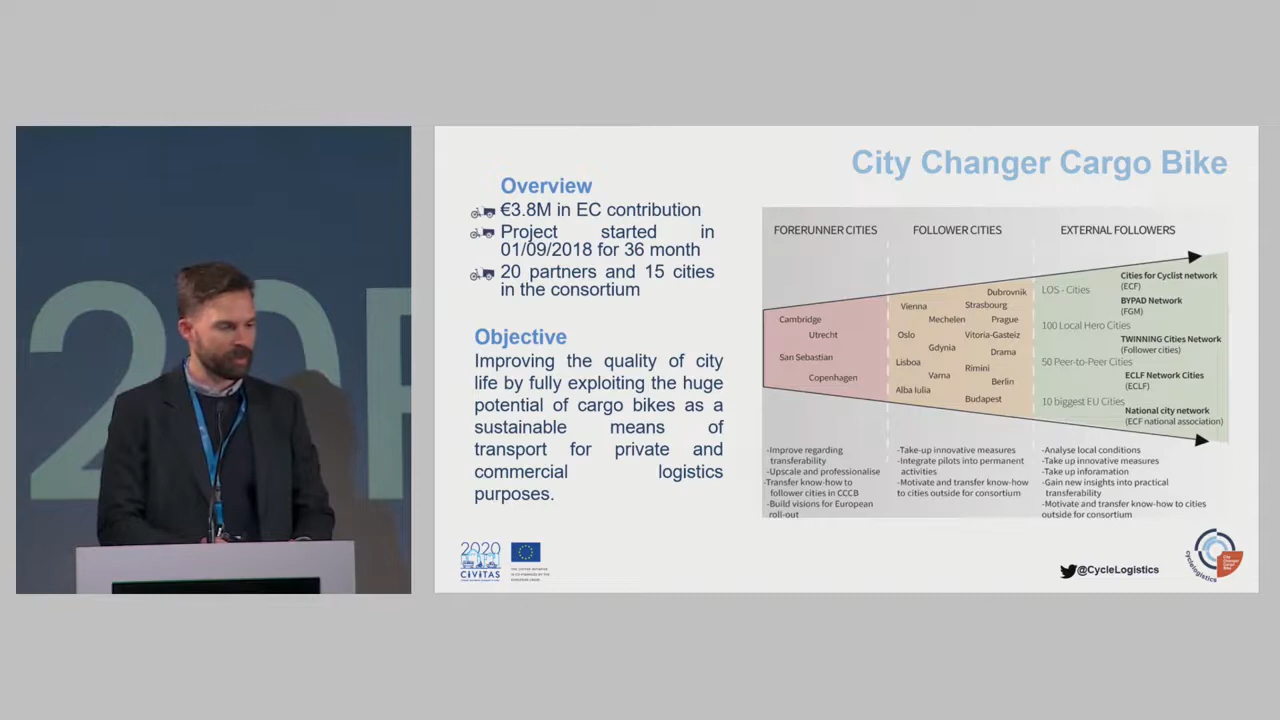 20
City Changer Cargo Bike
Overview
€3.8M in EC contribution
Project started in
01/09/2018 for 36 month
20 partners and 15 cities
in the consortium
Objective
Improving the quality of city
life by fully exploiting the huge
potential of cargo bikes as a
sustainable means of
transport for private and
commercial logistics
purposes.
FORERUNNER CITIES
Cambridge
Utrecht
San Sebastian
Copenhagen
-Improve regarding
transferability
-Upscale and professionalise
-Transfer know-how to
follower cities in CCCB
-Build visions for European
roll-out
FOLLOWER CITIES
Dubrovnik
Vienna
Strasbourg
Mechelen
Prague
Oslo
Vitoria-Gasteiz
Gdynia
Drama
Lisboa
Rimini
Varna
Berlin
Alba Iulia
Budapest
-Take-up innovative measures
-Integrate pilots into permanent
activities
-Motivate and transfer know-how
to cities outside for consortium
EXTERNAL FOLLOWERS
Cities for Cyclist network
(ECF)
LOS - Cities
BYPAD Network
(FGM)
100 Local Hero Cities
TWINNING Cities Network
(Follower cities)
50 Peer-to-Peer Cities
ECLF Network Cities
(ECLF)
10 biggest EU Cities
National city network
(ECF national association)
-Analyse local conditions
-Take up innovative measures
-Take up inforamation
-Gain new insights into practical
transferability
-Motivate and transfer know-how to cities
outside for consortium
2020
CIVITAS
@CycleLogistics
cyclelogistics
City
Changer
Cargo
Bike